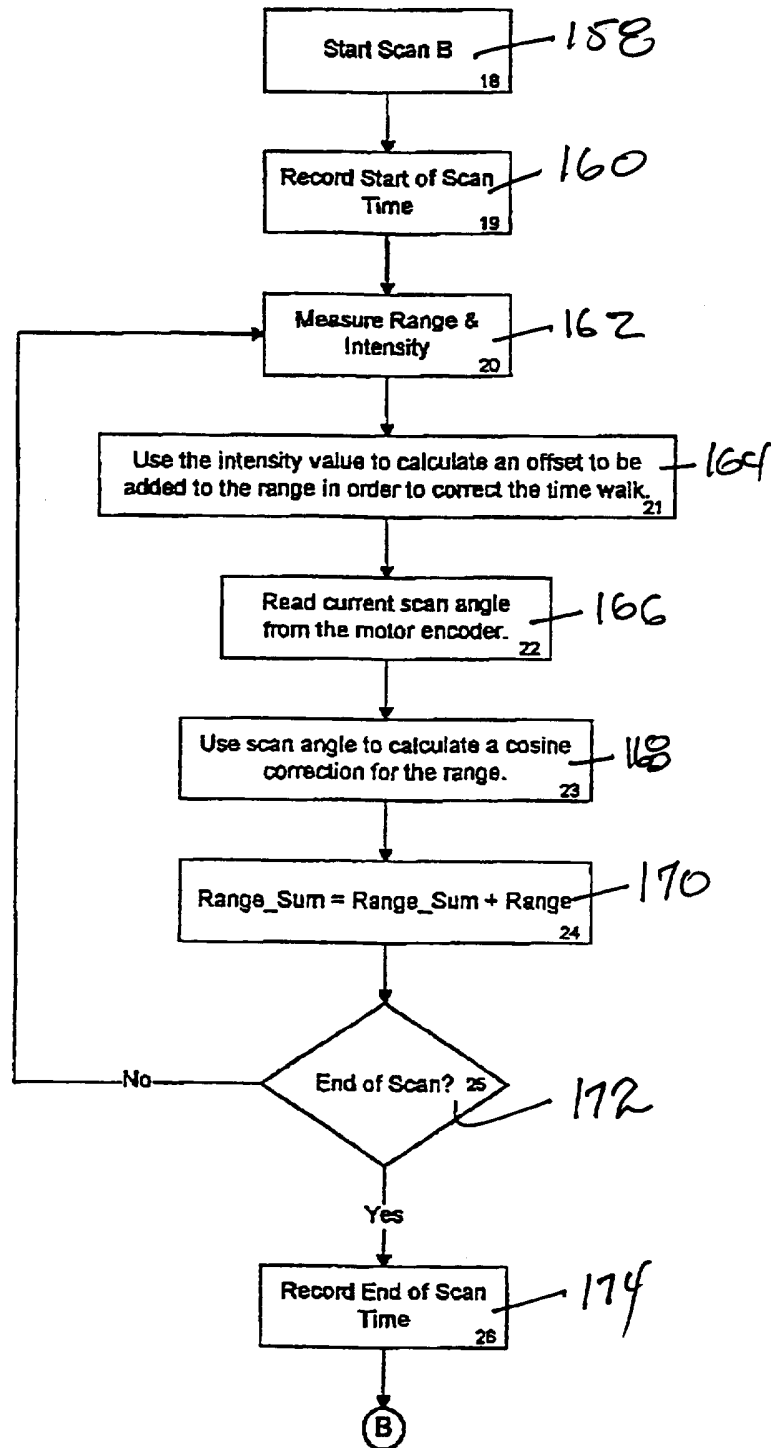 Start Scan B
18
158
Record Start of Scan
Time
19
160
Measure Range &
Intensity
20
162
Use the intensity value to calculate an offset to be
added to the range in order to correct the time walk.
21
164
Read current scan angle
from the motor encoder.
22
166
Use scan angle to calculate a cosine
correction for the range.
23
168
Range_Sum = Range_Sum + Range
24
170
End of Scan? 25
172
No
Yes
Record End of Scan
Time
26
174
B